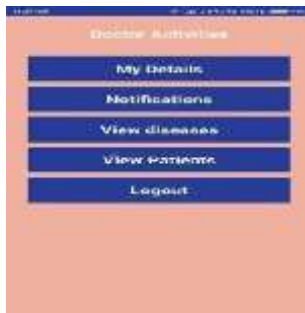 Doctor Activities
My Details
Notifications
View diseases
View Patients
Logout